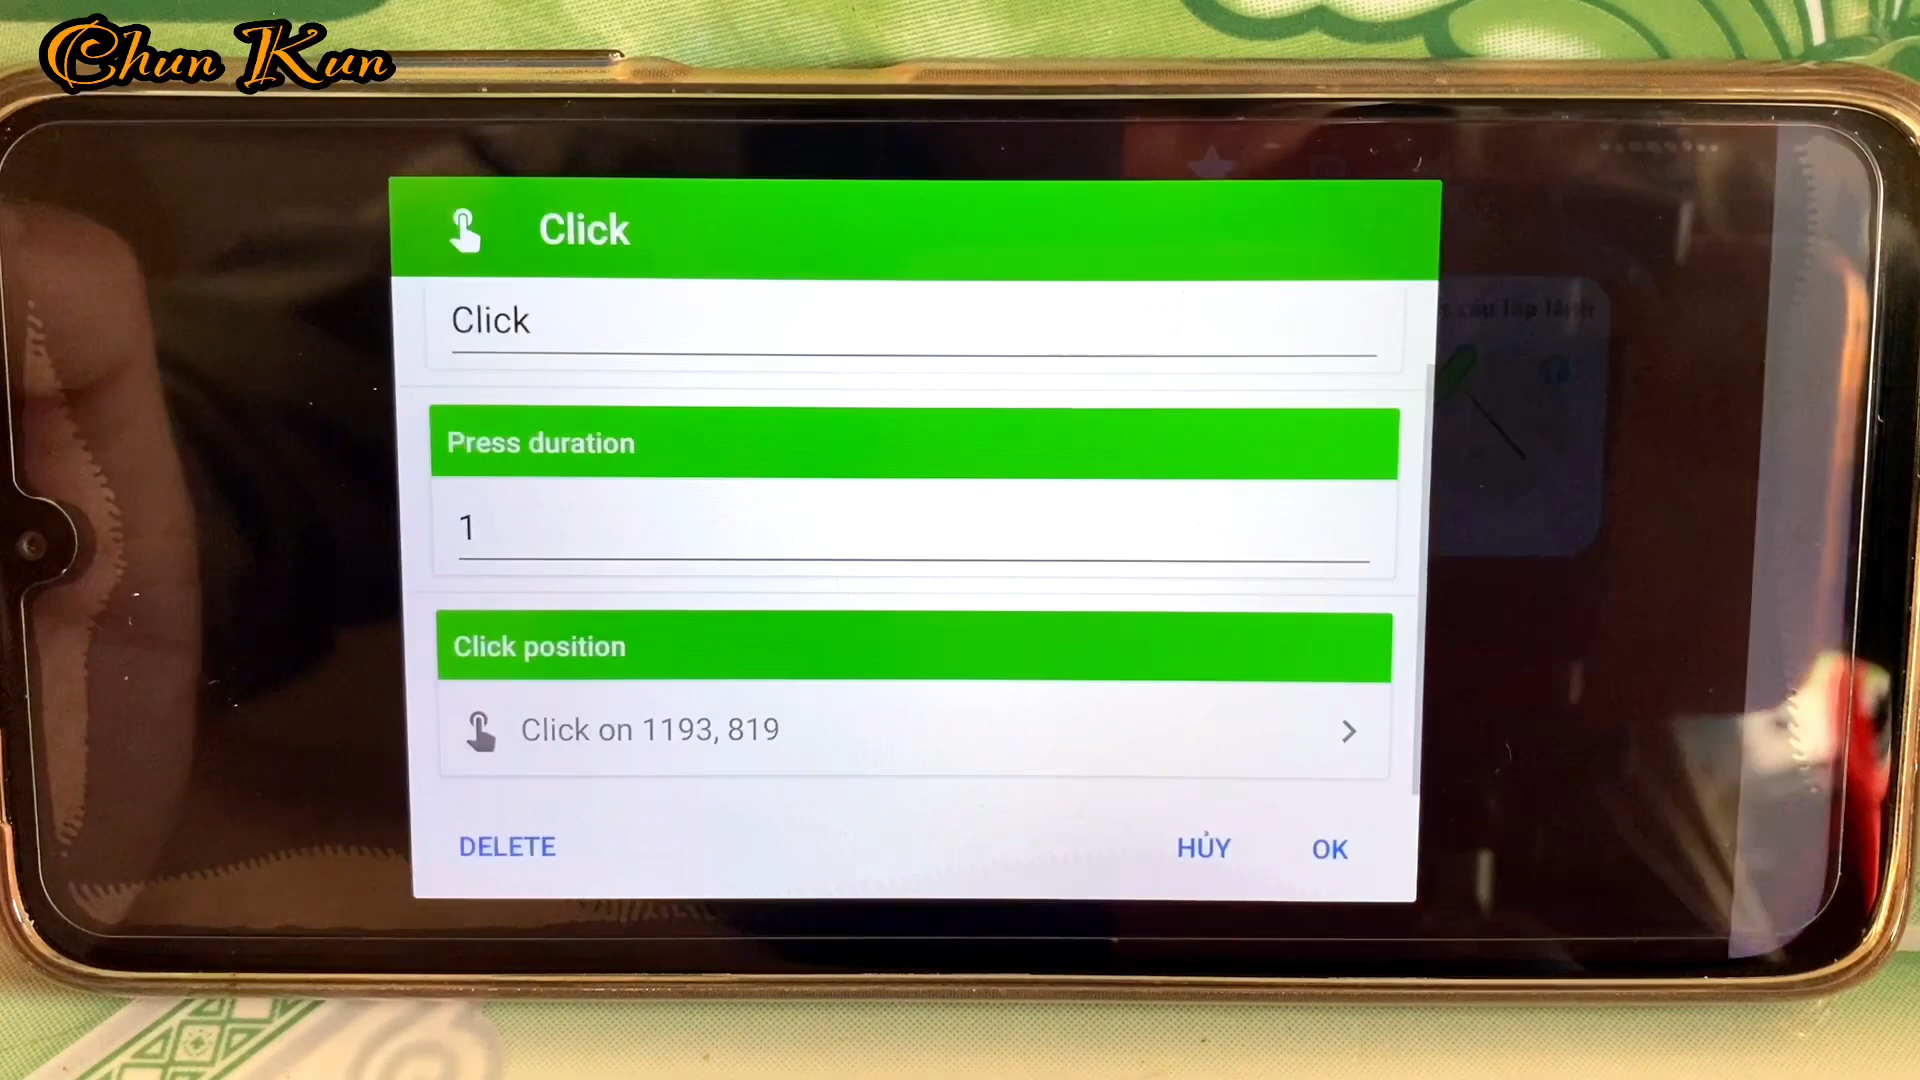 Chun Kun
Click
Click
Press duration
1
Click position
Click on 1193, 819
DELETE
HỦY
OK